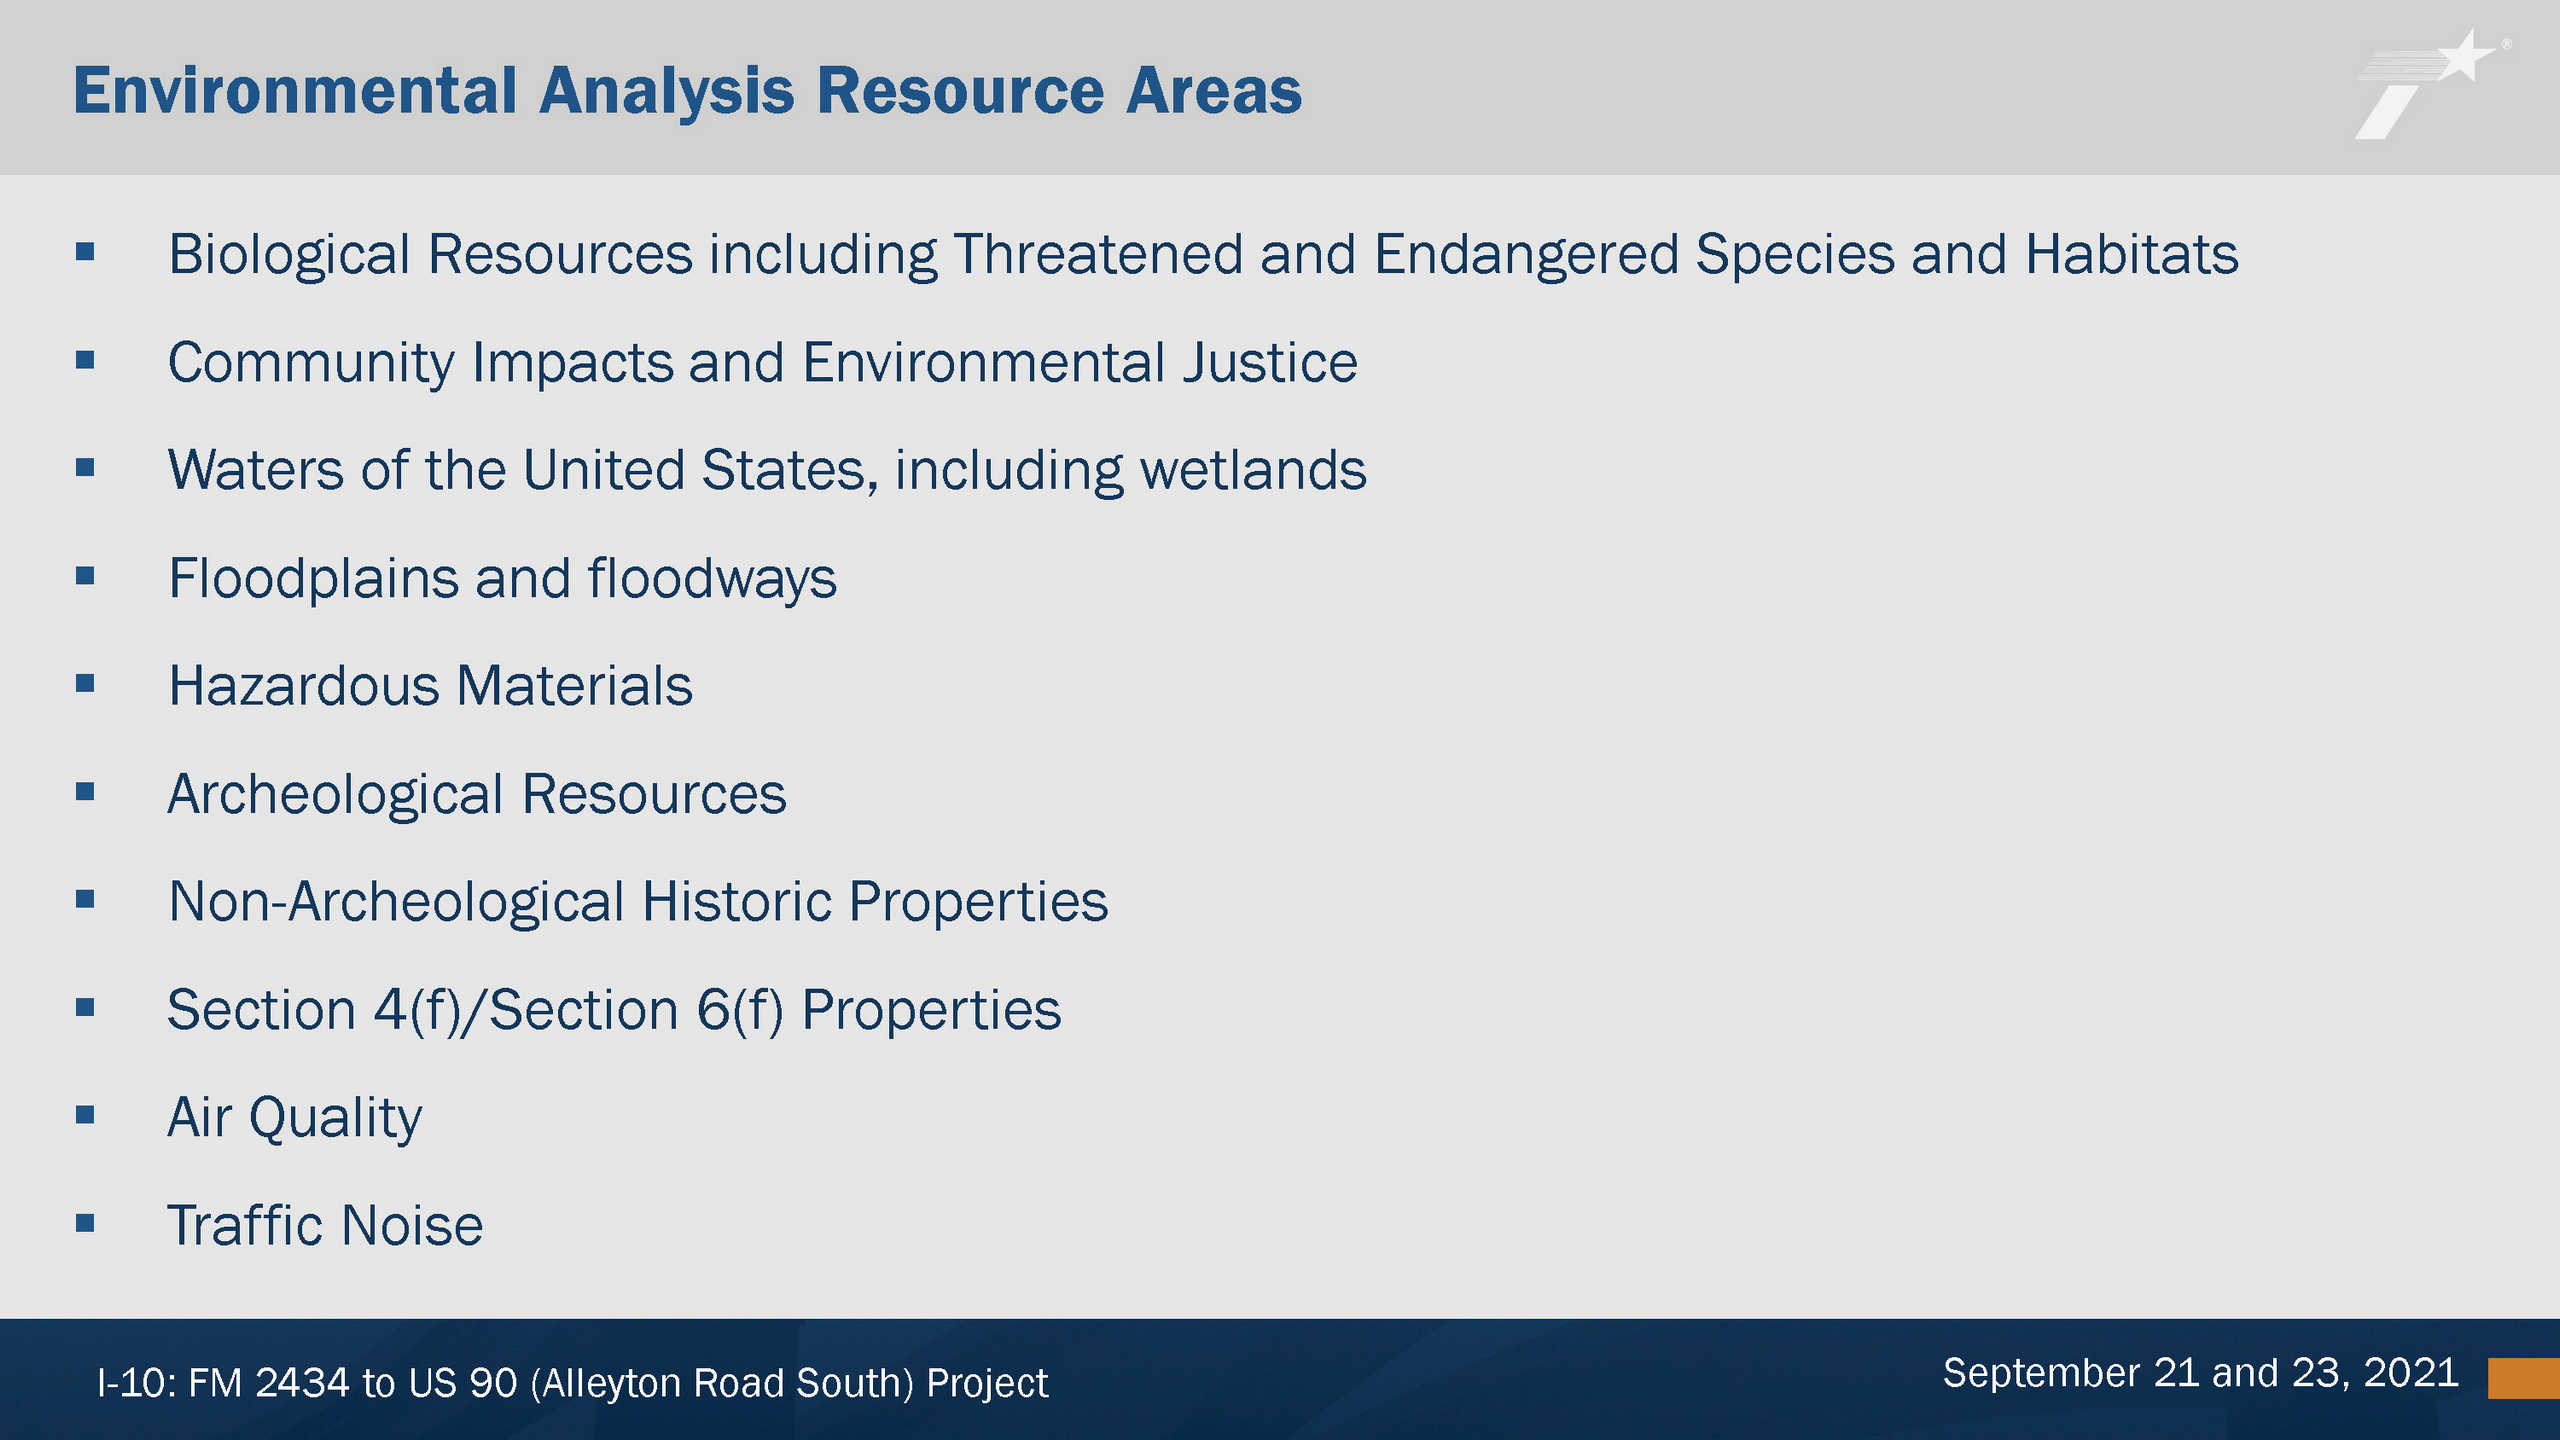 Environmental Analysis Resource Areas
®
▪ Biological Resources including Threatened and Endangered Species and Habitats
▪ Community Impacts and Environmental Justice
▪ Waters of the United States, including wetlands
▪ Floodplains and floodways
▪ Hazardous Materials
▪ Archeological Resources
▪ Non-Archeological Historic Properties
▪ Section 4(f)/Section 6(f) Properties
▪ Air Quality
▪ Traffic Noise
I-10: FM 2434 to US 90 (Alleyton Road South) Project
September 21 and 23, 2021